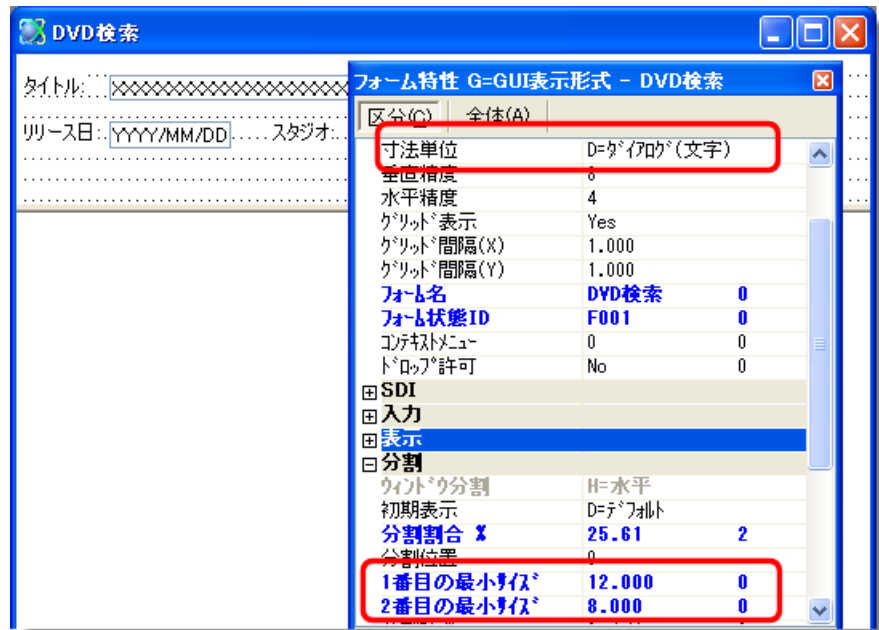 DVD検索
タイトル: XXXXXXXXXXXXXXXXXXXX
リリース日: YYYY/MM/DD スタジオ:
フォーム特性 G=GUI表示形式 - DVD検索
区分(C) 全体(A)
寸法単位 D=ﾀﾞｲｱﾛｸﾞ(文字)
垂直精度 8
水平精度 4
ｸﾞﾘｯﾄﾞ表示 Yes
ｸﾞﾘｯﾄﾞ間隔(X) 1.000
ｸﾞﾘｯﾄﾞ間隔(Y) 1.000
ﾌｫｰﾑ名 DVD検索 0
ﾌｫｰﾑ状態ID F001 0
ｺﾝﾃｷｽﾄﾒﾆｭｰ 0 0
ﾄﾞﾛｯﾌﾟ許可 No 0
SDI
入力
表示
分割
ｳｨﾝﾄﾞｳ分割 H=水平
初期表示 D=ﾃﾞﾌｫﾙﾄ
分割割合 % 25.61 2
分割位置 0
1番目の最小ｻｲｽﾞ 12.000 0
2番目の最小ｻｲｽﾞ 8.000 0